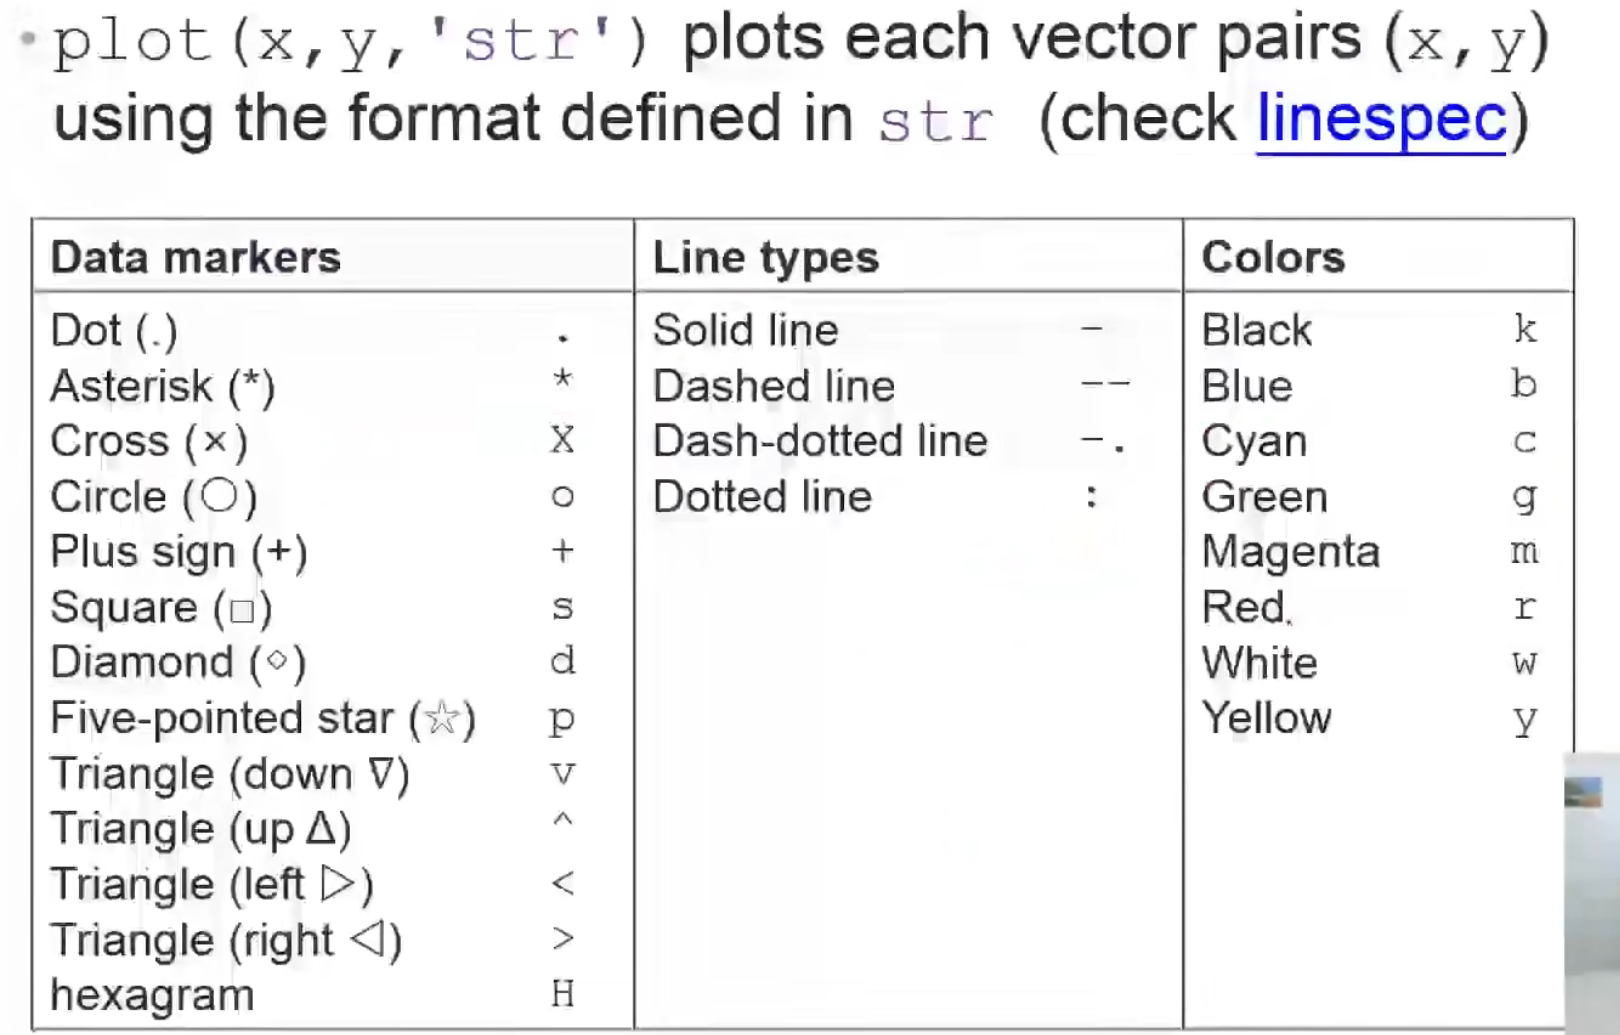 • plot(x,y,'str') plots each vector pairs (x,y)
using the format defined in str (check linespec)
Data markers Line types Colors
Dot (.) . Solid line - Black k
Asterisk (*) * Dashed line -- Blue b
Cross (×) X Dash-dotted line -. Cyan c
Circle (○) o Dotted line : Green g
Plus sign (+) + Magenta m
Square (□) s Red. r
Diamond (◇) d White w
Five-pointed star (☆) p Yellow y
Triangle (down ∇) v
Triangle (up Δ) ^
Triangle (left ▷) <
Triangle (right ◁) >
hexagram H